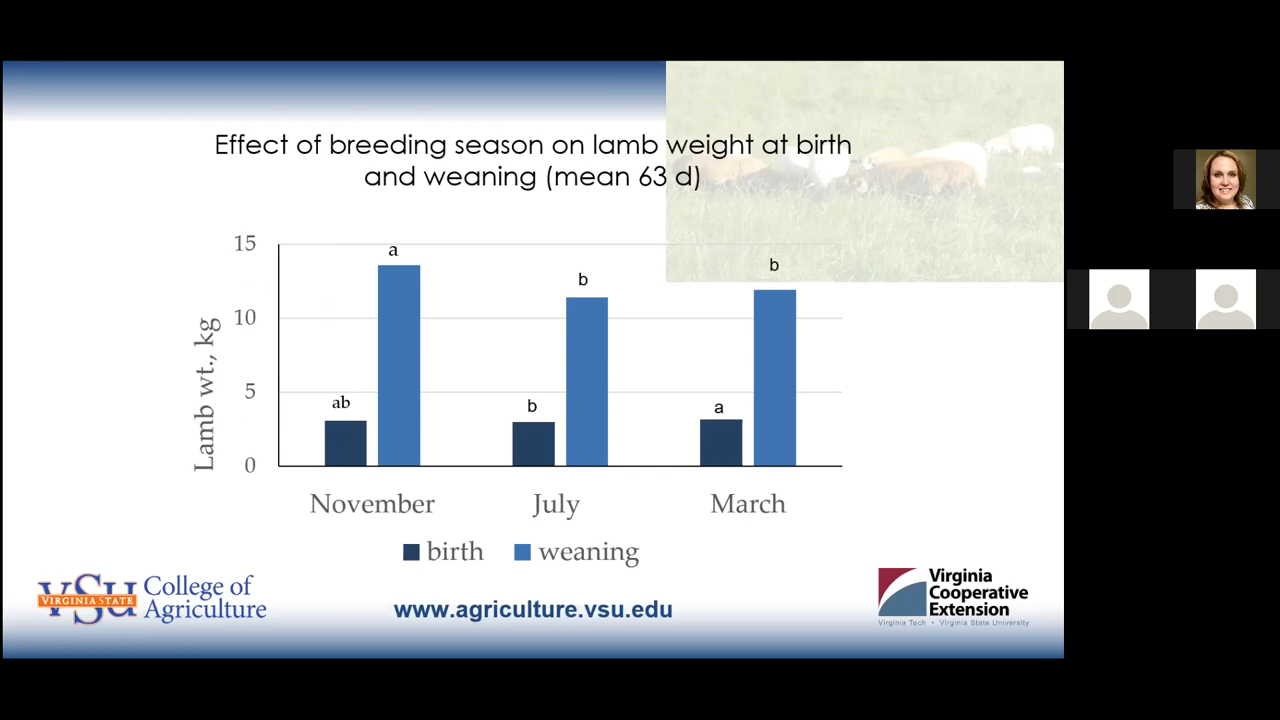 Effect of breeding season on lamb weight at birth
and weaning (mean 63 d)
15
10
5
0
Lamb wt., kg
ab
a
b
b
a
b
November
July
March
birth
weaning
VSU
VIRGINIA STATE
College of
Agriculture
www.agriculture.vsu.edu
Virginia
Cooperative
Extension
Virginia Tech • Virginia State University